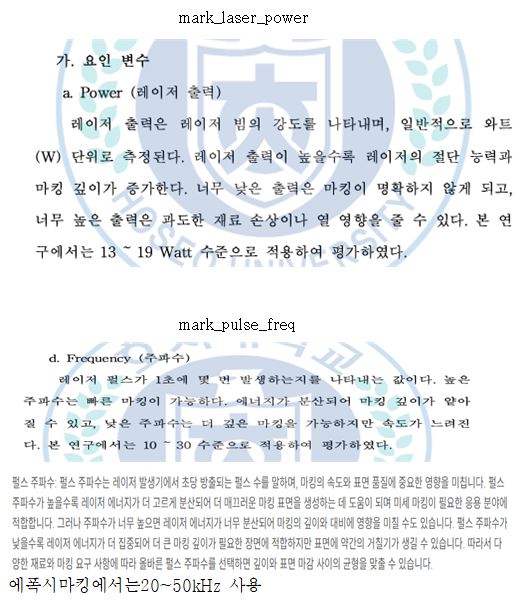 mark_laser_power
가. 요인 변수
a. Power (레이저 출력)
레이저 출력은 레이저 빔의 강도를 나타내며, 일반적으로 와트
(W) 단위로 측정된다. 레이저 출력이 높을수록 레이저의 절단 능력과
마킹 깊이가 증가한다. 너무 낮은 출력은 마킹이 명확하지 않게 되고,
너무 높은 출력은 과도한 재료 손상이나 열 영향을 줄 수 있다. 본 연
구에서는 13 ~ 19 Watt 수준으로 적용하여 평가하였다.
HOSEO UNIVERSITY
mark_pulse_freq
d. Frequency (주파수)
레이저 펄스가 1초에 몇 번 발생하는지를 나타내는 값이다. 높은
주파수는 빠른 마킹이 가능하다. 에너지가 분산되어 마킹 깊이가 얕아
질 수 있고, 낮은 주파수는 더 깊은 마킹을 가능하지만 속도가 느려진
다. 본 연구에서는 10 ~ 30 수준으로 적용하여 평가하였다.
펄스 주파수: 펄스 주파수는 레이저 발생기에서 초당 방출되는 펄스 수를 말하며, 마킹의 속도와 표면 품질에 중요한 영향을 미칩니다. 펄스
주파수가 높을수록 레이저 에너지가 더 고르게 분산되어 더 매끄러운 마킹 표면을 생성하는 데 도움이 되며 미세 마킹이 필요한 응용 분야에
적합합니다. 그러나 주파수가 너무 높으면 레이저 에너지가 너무 분산되어 마킹의 깊이와 대비에 영향을 미칠 수도 있습니다. 펄스 주파수가
낮을수록 레이저 에너지가 더 집중되어 더 큰 마킹 깊이가 필요한 장면에 적합하지만 표면에 약간의 거칠기가 생길 수 있습니다. 따라서 다
양한 재료와 마킹 요구 사항에 따라 올바른 펄스 주파수를 선택하면 깊이와 표면 마감 사이의 균형을 맞출 수 있습니다.
에폭시마킹에서는20~50kHz 사용